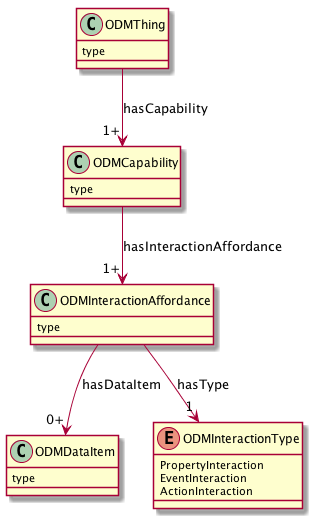 C ODMThing
type
hasCapability
1+
C ODMCapability
type
hasInteractionAffordance
1+
C ODMInteractionAffordance
type
hasDataItem
hasType
0+
1
C ODMDataItem
type
E ODMInteractionType
PropertyInteraction
EventInteraction
ActionInteraction